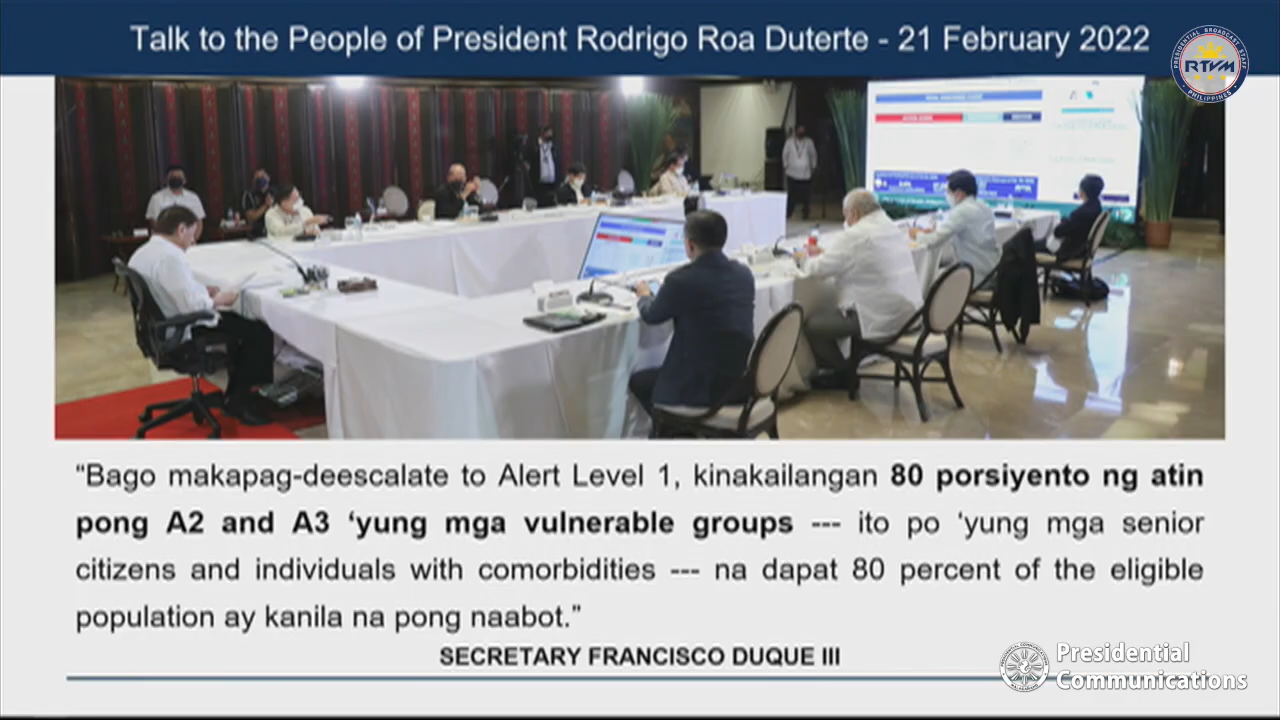 Talk to the People of President Rodrigo Roa Duterte - 21 February 2022
RTVM
“Bago makapag-deescalate to Alert Level 1, kinakailangan 80 porsiyento ng atin
pong A2 and A3 ‘yung mga vulnerable groups --- ito po ‘yung mga senior
citizens and individuals with comorbidities --- na dapat 80 percent of the eligible
population ay kanila na pong naabot.”
SECRETARY FRANCISCO DUQUE III
Presidential
Communications